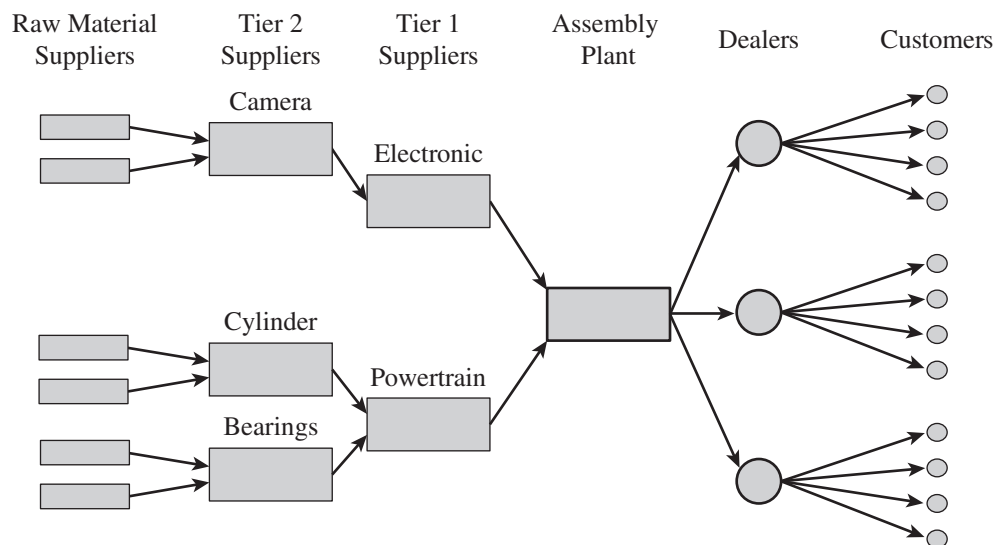 Raw Material
Suppliers
Tier 2
Suppliers
Tier 1
Suppliers
Assembly
Plant
Dealers
Customers
Camera
Electronic
Cylinder
Powertrain
Bearings